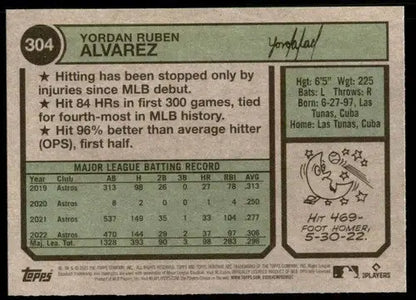 304
YORDAN RUBEN
ALVAREZ
★ Hitting has been stopped only by
injuries since MLB debut.
★ Hit 84 HRs in first 300 games, tied
for fourth-most in MLB history.
★ Hit 96% better than average hitter
(OPS), first half.
Hgt: 6'5" Wgt: 225
Bats: L Throws: R
Born: 6-27-97, Las
Tunas, Cuba
Home: Las Tunas, Cuba
MAJOR LEAGUE BATTING RECORD
Year Club AB H 2B 3B HR RBI AVG
2019 Astros 313 98 26 0 27 78 .313
2020 Astros 8 2 0 0 1 4 .250
2021 Astros 537 149 35 1 33 104 .277
2022 Astros 470 144 29 2 37 97 .306
Maj. Lea. Tot. 1328 393 90 3 98 283 .296
HIT 469-
FOOT HOMER,
5-30-22.
Topps
MLB
PLAYERS